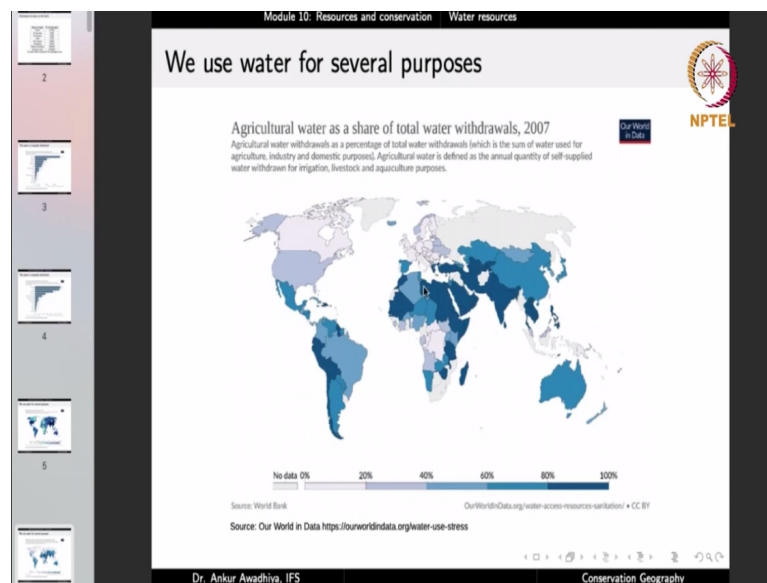 Module 10: Resources and conservation Water resources
We use water for several purposes
NPTEL
Agricultural water as a share of total water withdrawals, 2007
Our World
in Data
Agricultural water withdrawals as a percentage of total water withdrawals (which is the sum of water used for
agriculture, industry and domestic purposes). Agricultural water is defined as the annual quantity of self-supplied
water withdrawn for irrigation, livestock and aquaculture purposes.
No data 0% 20% 40% 60% 80% 100%
Source: World Bank OurWorldInData.org/water-access-resources-sanitation/ • CC BY
Source: Our World in Data https://ourworldindata.org/water-use-stress
Dr. Ankur Awadhiya, IFS Conservation Geography
2
3
4
5